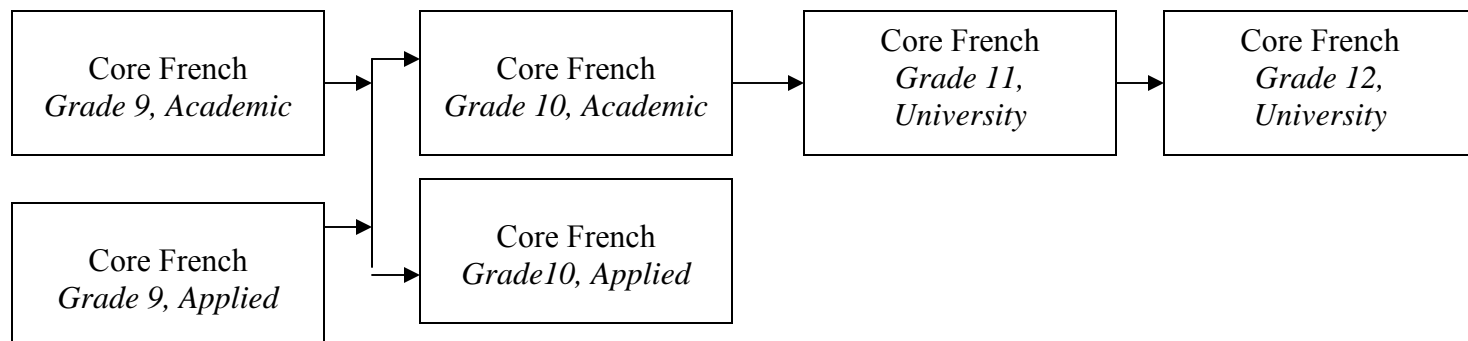 Core French
Grade 9, Academic
Core French
Grade 10, Academic
Core French
Grade 11,
University
Core French
Grade 12,
University
Core French
Grade 9, Applied
Core French
Grade10, Applied